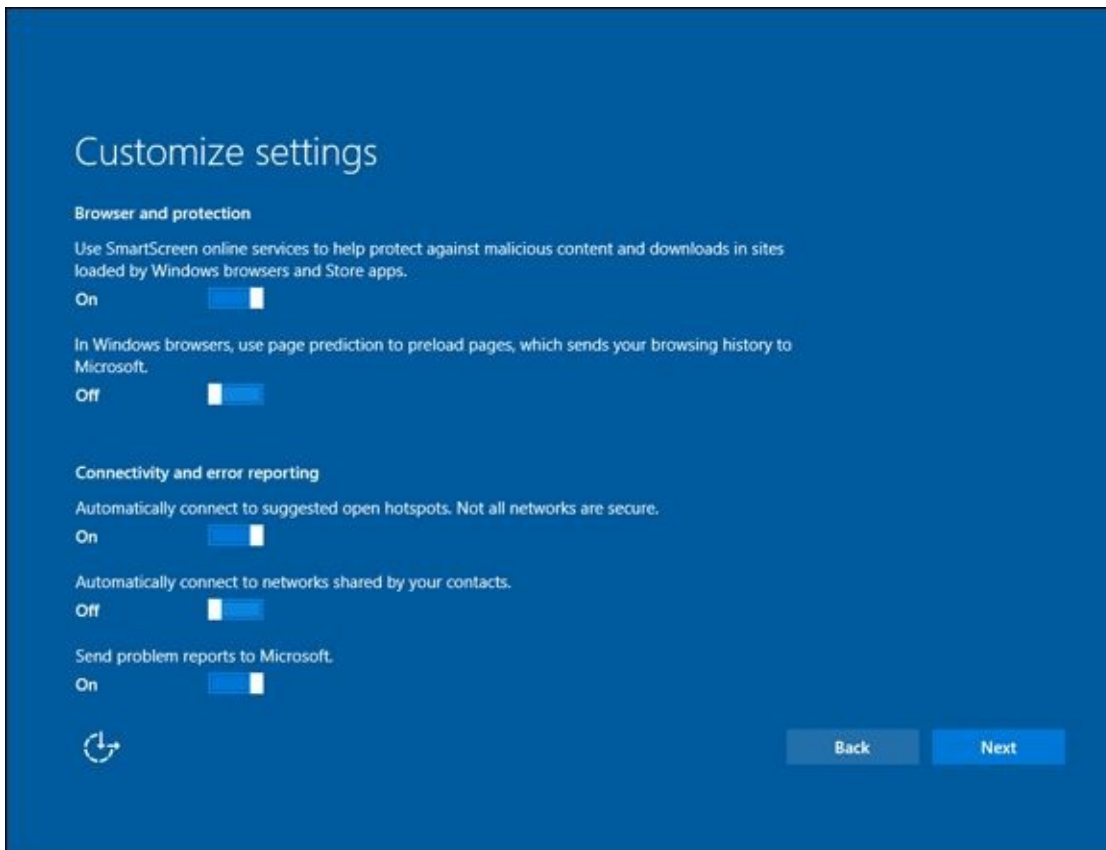 Customize settings
Browser and protection
Use SmartScreen online services to help protect against malicious content and downloads in sites
loaded by Windows browsers and Store apps.
On
In Windows browsers, use page prediction to preload pages, which sends your browsing history to
Microsoft.
Off
Connectivity and error reporting
Automatically connect to suggested open hotspots. Not all networks are secure.
On
Automatically connect to networks shared by your contacts.
Off
Send problem reports to Microsoft.
On
Back
Next